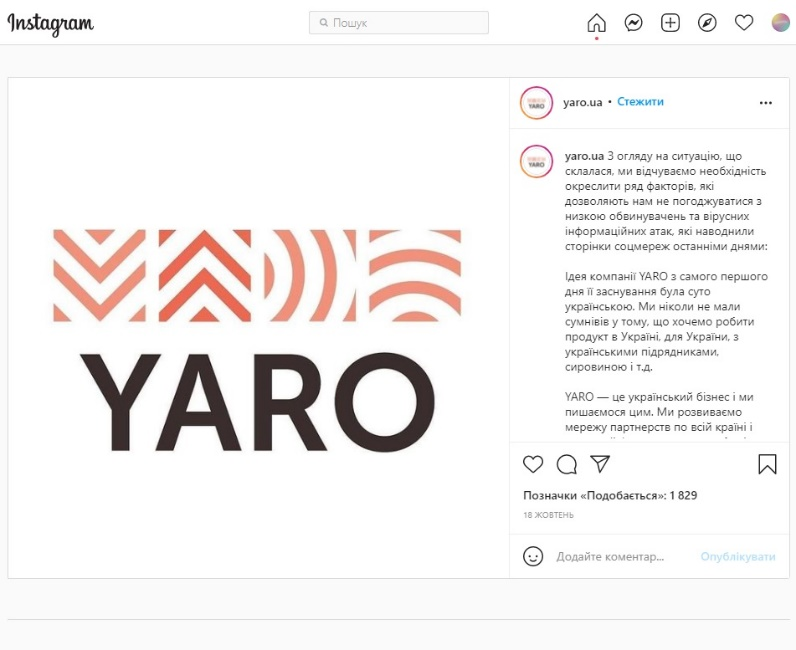 Instagram
Пошук
yaro.ua • Стежити
YARO
yaro.ua З огляду на ситуацію, що
склалася, ми відчуваємо необхідність
окреслити ряд факторів, які
дозволяють нам не погоджуватися з
низкою обвинувачень та вірусних
інформаційних атак, які наводнили
сторінки соцмереж останніми днями:
Ідея компанії YARO з самого першого
дня її заснування була суто
українською. Ми ніколи не мали
сумнівів у тому, що хочемо робити
продукт в Україні, для України, з
українськими підрядниками,
сировиною і т.д.
YARO — це український бізнес і ми
пишаємося цим. Ми розвиваємо
мережу партнерств по всій країні і
YARO
Позначки «Подобається»: 1 829
18 ЖОВТЕНЬ
Додайте коментар...
Опублікувати